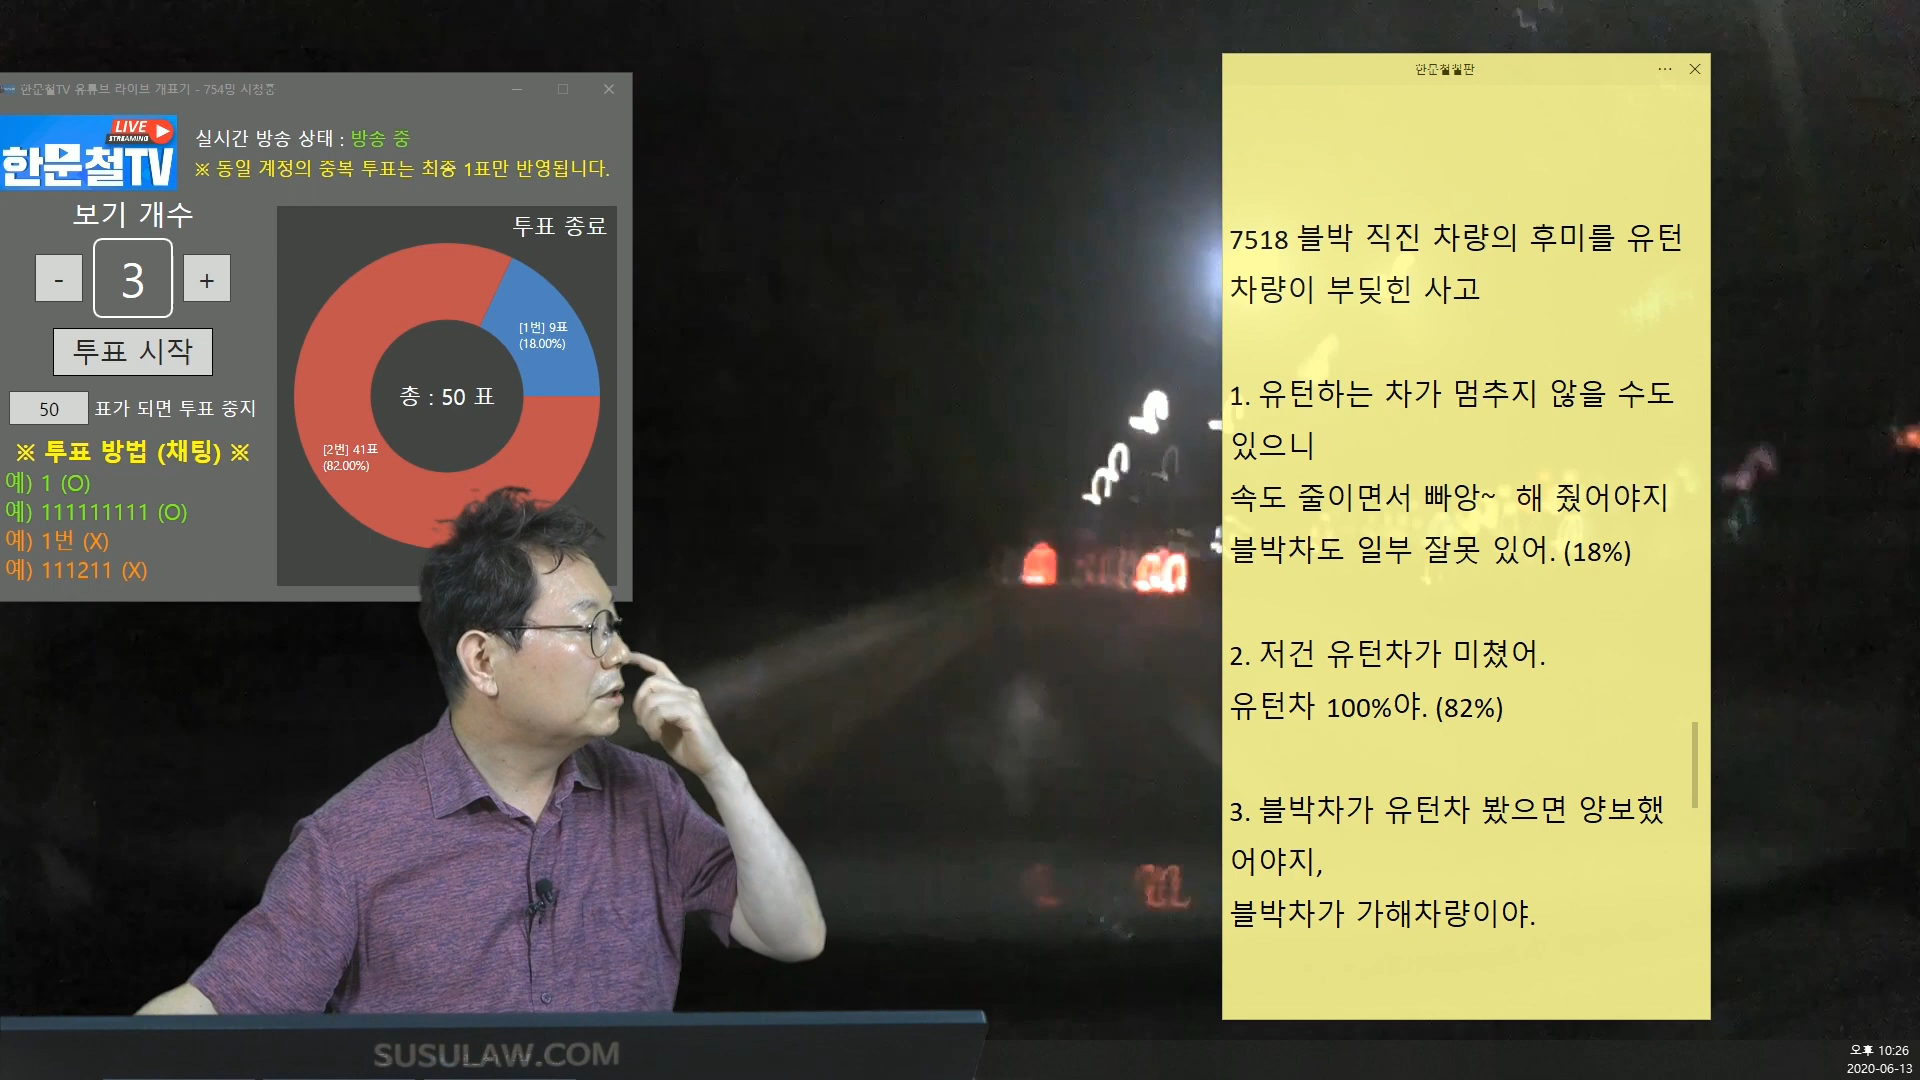 한문철TV 유튜브 라이브 개표기 - 754명 시청중
LIVE
STREAMING
한문철TV
실시간 방송 상태 : 방송 중
※ 동일 계정의 중복 투표는 최종 1표만 반영됩니다.
보기 개수
- 3 +
투표 시작
50 표가 되면 투표 중지
※ 투표 방법 (채팅) ※
예) 1 (O)
예) 111111111 (O)
예) 1번 (X)
예) 111211 (X)
투표 종료
[1번] 9표
(18.00%)
총 : 50 표
[2번] 41표
(82.00%)
한문철칠판
7518 블박 직진 차량의 후미를 유턴
차량이 부딪힌 사고
1. 유턴하는 차가 멈추지 않을 수도
있으니
속도 줄이면서 빠앙~ 해 줬어야지
블박차도 일부 잘못 있어. (18%)
2. 저건 유턴차가 미쳤어.
유턴차 100%야. (82%)
3. 블박차가 유턴차 봤으면 양보했
어야지,
블박차가 가해차량이야.
SUSULAW.COM
오후 10:26
2020-06-13